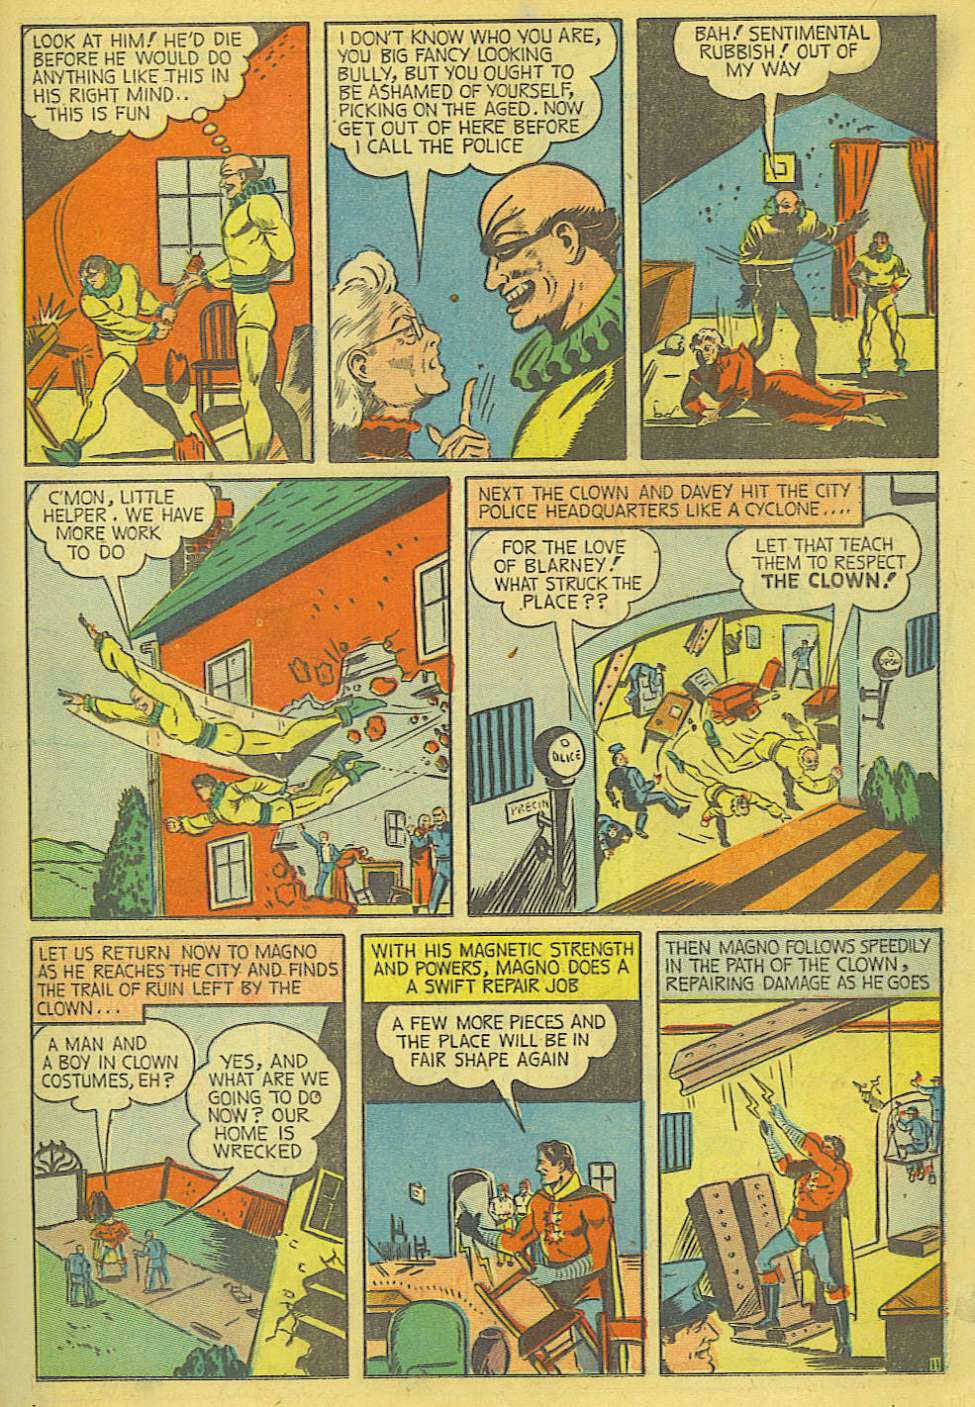 LOOK AT HIM! HE'D DIE
BEFORE HE WOULD DO
ANYTHING LIKE THIS IN
HIS RIGHT MIND..
THIS IS FUN
I DON'T KNOW WHO YOU ARE,
YOU BIG FANCY LOOKING
BULLY, BUT YOU OUGHT TO
BE ASHAMED OF YOURSELF,
PICKING ON THE AGED. NOW
GET OUT OF HERE BEFORE
I CALL THE POLICE
BAH! SENTIMENTAL
RUBBISH! OUT OF
MY WAY
C'MON, LITTLE
HELPER. WE HAVE
MORE WORK
TO DO
NEXT THE CLOWN AND DAVEY HIT THE CITY
POLICE HEADQUARTERS LIKE A CYCLONE....
FOR THE LOVE
OF BLARNEY!
WHAT STRUCK THE
PLACE??
LET THAT TEACH
THEM TO RESPECT
THE CLOWN!
OLICE
PRECIN
LET US RETURN NOW TO MAGNO
AS HE REACHES THE CITY AND FINDS
THE TRAIL OF RUIN LEFT BY THE
CLOWN...
A MAN AND
A BOY IN CLOWN
COSTUMES, EH?
YES, AND
WHAT ARE WE
GOING TO DO
NOW? OUR
HOME IS
WRECKED
WITH HIS MAGNETIC STRENGTH
AND POWERS, MAGNO DOES A
A SWIFT REPAIR JOB
A FEW MORE PIECES AND
THE PLACE WILL BE IN
FAIR SHAPE AGAIN
THEN MAGNO FOLLOWS SPEEDILY
IN THE PATH OF THE CLOWN,
REPAIRING DAMAGE AS HE GOES
11